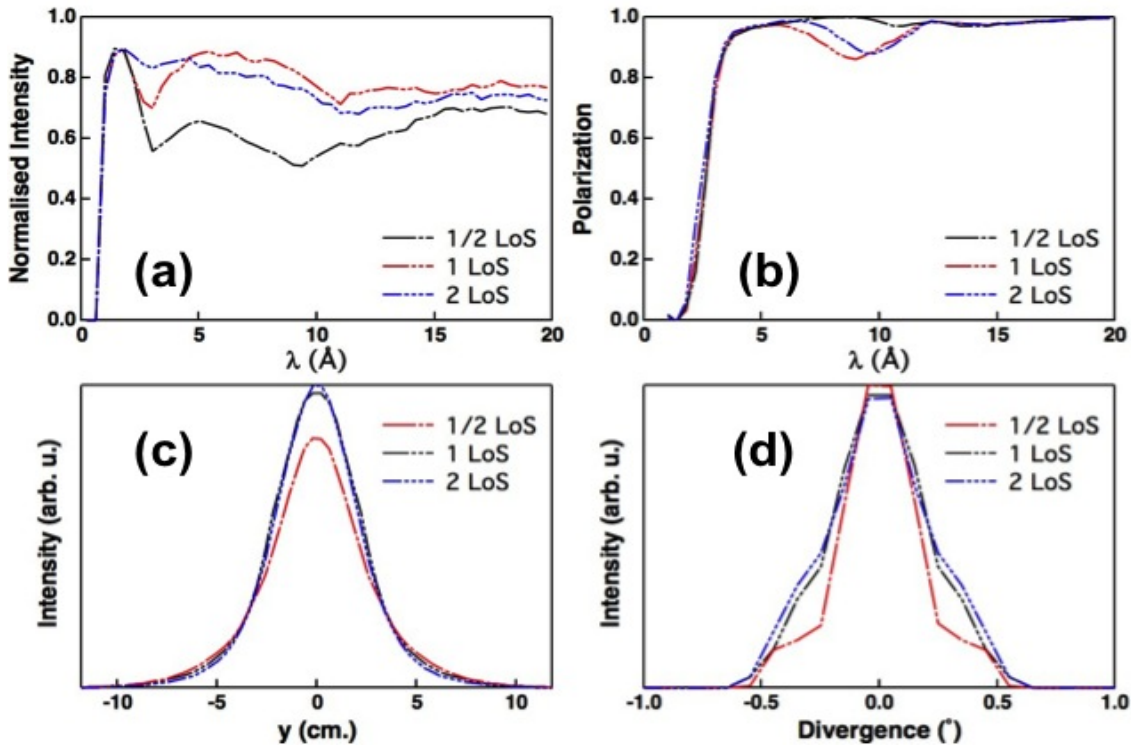 1.0
0.8
0.6
0.4
0.2
0.0
Normalised Intensity
0
5
10
15
20
λ (Å)
(a)
1/2 LoS
1 LoS
2 LoS
1.0
0.8
0.6
0.4
0.2
0.0
Polarization
0
5
10
15
20
λ (Å)
(b)
1/2 LoS
1 LoS
2 LoS
Intensity (arb. u.)
-10
-5
0
5
10
y (cm.)
(c)
1/2 LoS
1 LoS
2 LoS
Intensity (arb. u.)
-1.0
-0.5
0.0
0.5
1.0
Divergence (°)
(d)
1/2 LoS
1 LoS
2 LoS